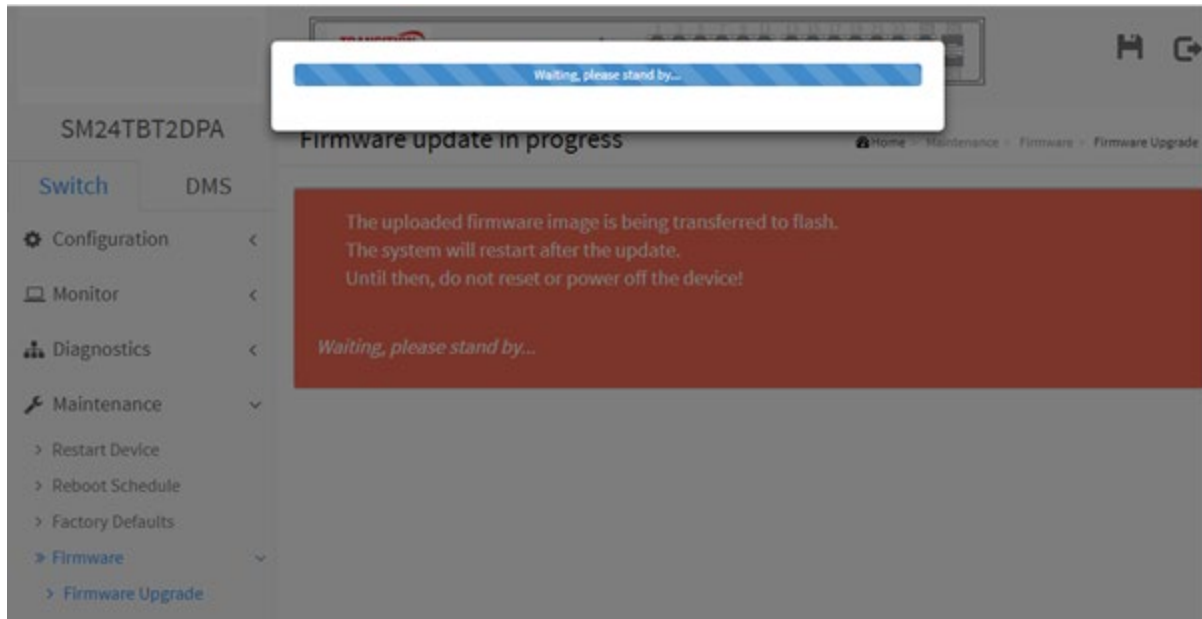 Waiting, please stand by...
SM24TBT2DPA
Firmware update in progress
Home > Maintenance > Firmware > Firmware Upgrade
Switch DMS
The uploaded firmware image is being transferred to flash.
The system will restart after the update.
Until then, do not reset or power off the device!
Waiting, please stand by...
Configuration
Monitor
Diagnostics
Maintenance
> Restart Device
> Reboot Schedule
> Factory Defaults
» Firmware
> Firmware Upgrade